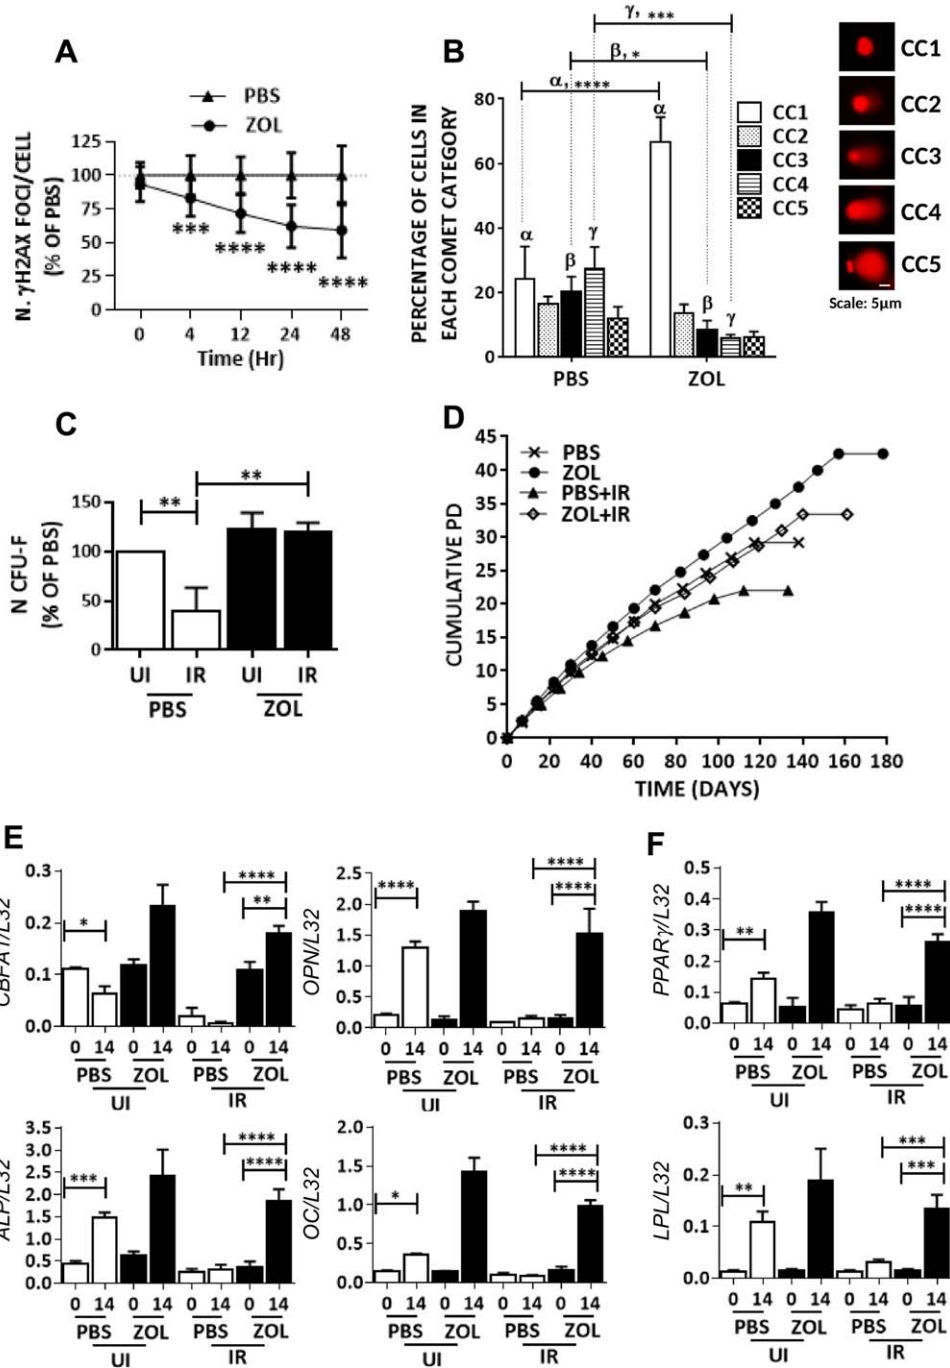 A
PBS
ZOL
N. γH2AX FOCI/CELL
(% OF PBS)
125
100
75
50
25
0
***
****
****
****
0 4 12 24 48
Time (Hr)
B
γ, ***
β, *
α, ****
PERCENTAGE OF CELLS IN
EACH COMET CATEGORY
80
60
40
20
0
α
β
γ
α
β
γ
PBS ZOL
CC1
CC2
CC3
CC4
CC5
CC1
CC2
CC3
CC4
CC5
Scale: 5µm
C
N CFU-F
(% OF PBS)
150
100
50
0
**
**
UI IR UI IR
PBS ZOL
D
CUMULATIVE PD
45
40
35
30
25
20
15
10
5
0
PBS
ZOL
PBS+IR
ZOL+IR
0 20 40 60 80 100 120 140 160 180
TIME (DAYS)
E
CBFA1/L32
0.3
0.2
0.1
0.0
*
****
**
0 14 0 14 0 14 0 14
PBS ZOL PBS ZOL
UI IR
OPN/L32
2.5
2.0
1.5
1.0
0.5
0.0
****
****
****
0 14 0 14 0 14 0 14
PBS ZOL PBS ZOL
UI IR
ALP/L32
3.5
3.0
2.5
2.0
1.5
1.0
0.5
0.0
***
****
****
0 14 0 14 0 14 0 14
PBS ZOL PBS ZOL
UI IR
OC/L32
2.0
1.5
1.0
0.5
0.0
*
****
****
0 14 0 14 0 14 0 14
PBS ZOL PBS ZOL
UI IR
F
PPARγ/L32
0.5
0.4
0.3
0.2
0.1
0.0
**
****
****
0 14 0 14 0 14 0 14
PBS ZOL PBS ZOL
UI IR
LPL/L32
0.3
0.2
0.1
0.0
**
***
***
0 14 0 14 0 14 0 14
PBS ZOL PBS ZOL
UI IR